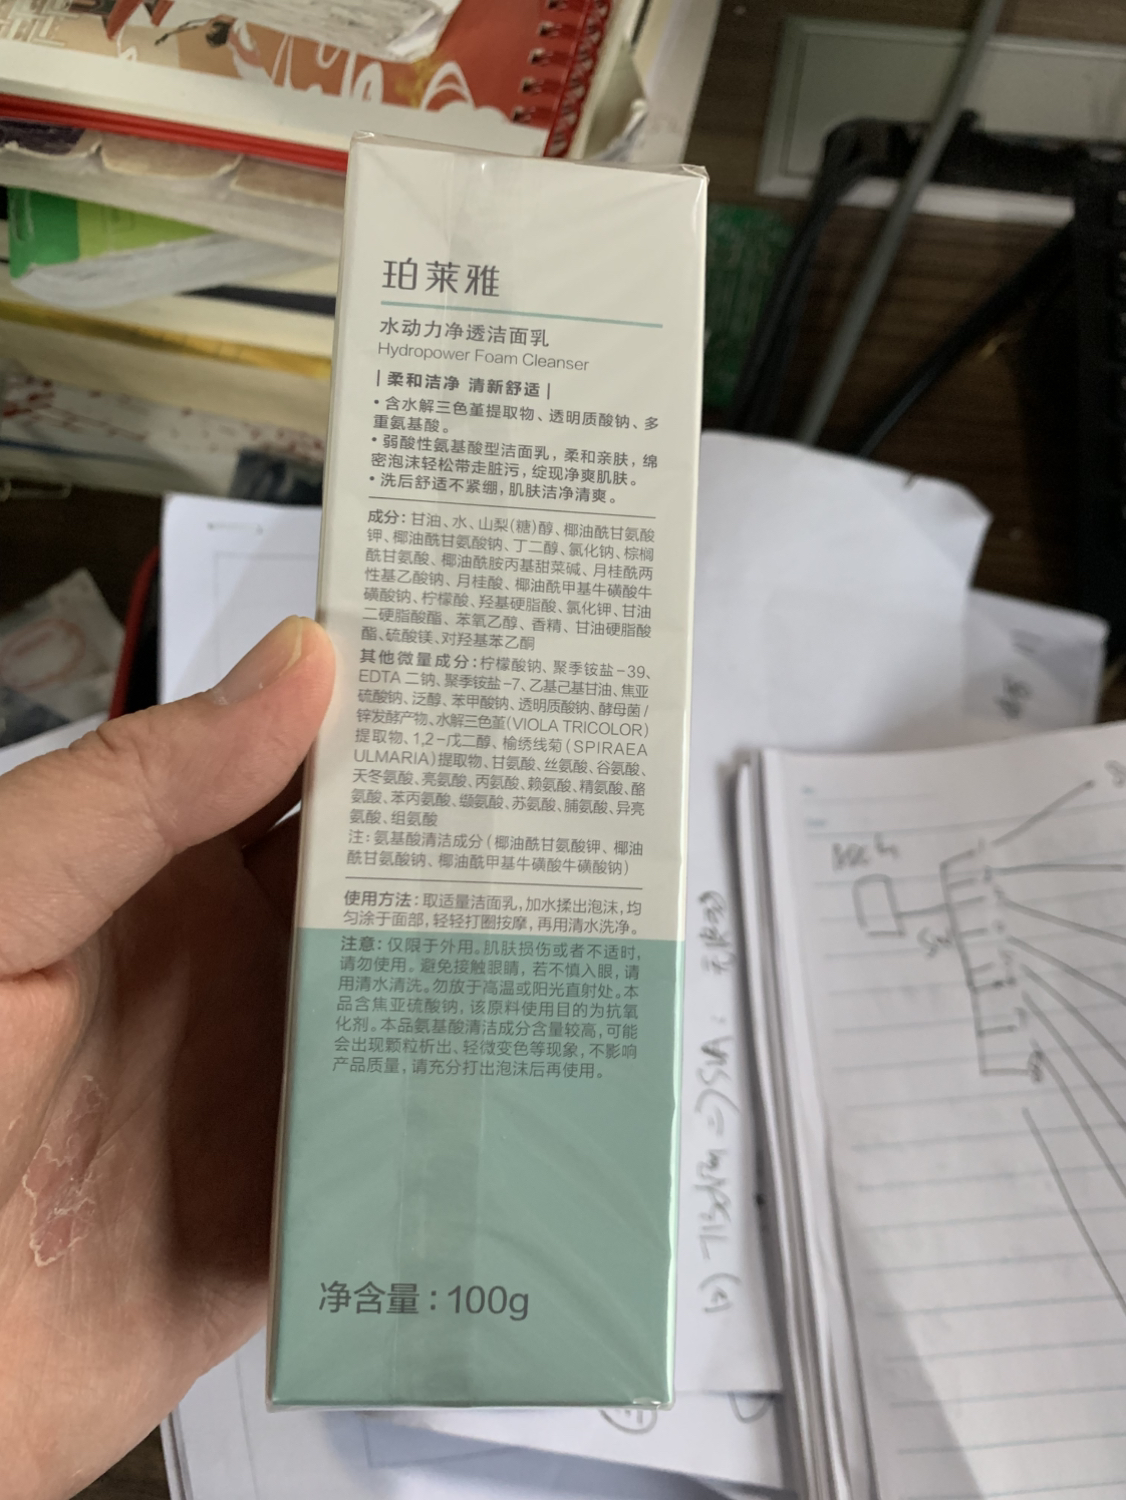 珀莱雅
水动力净透洁面乳
Hydropower Foam Cleanser
| 柔和洁净 清新舒适 |
• 含水解三色堇提取物、透明质酸钠、多
重氨基酸。
• 弱酸性氨基酸型洁面乳，柔和亲肤，绵
密泡沫轻松带走脏污，绽现净爽肌肤。
• 洗后舒适不紧绷，肌肤洁净清爽。
成分：甘油、水、山梨(糖)醇、椰油酰甘氨酸
钾、椰油酰甘氨酸钠、丁二醇、氯化钠、棕榈
酰甘氨酸、椰油酰胺丙基甜菜碱、月桂酰两
性基乙酸钠、月桂酸、椰油酰甲基牛磺酸牛
磺酸钠、柠檬酸、羟基硬脂酸、氯化钾、甘油
二硬脂酸酯、苯氧乙醇、香精、甘油硬脂酸
酯、硫酸镁、对羟基苯乙酮
其他微量成分：柠檬酸钠、聚季铵盐-39、
EDTA 二钠、聚季铵盐-7、乙基己基甘油、焦亚
硫酸钠、泛醇、苯甲酸钠、透明质酸钠、酵母菌/
锌发酵产物、水解三色堇(VIOLA TRICOLOR)
提取物、1,2-戊二醇、榆绣线菊(SPIRAEA
ULMARIA)提取物、甘氨酸、丝氨酸、谷氨酸、
天冬氨酸、亮氨酸、丙氨酸、赖氨酸、精氨酸、酪
氨酸、苯丙氨酸、缬氨酸、苏氨酸、脯氨酸、异亮
氨酸、组氨酸
注：氨基酸清洁成分(椰油酰甘氨酸钾、椰油
酰甘氨酸钠、椰油酰甲基牛磺酸牛磺酸钠)
使用方法：取适量洁面乳，加水揉出泡沫，均
匀涂于面部，轻轻打圈按摩，再用清水洗净。
注意：仅限于外用。肌肤损伤或者不适时，
请勿使用。避免接触眼睛，若不慎入眼，请
用清水清洗。勿放于高温或阳光直射处。本
品含焦亚硫酸钠，该原料使用目的为抗氧
化剂。本品氨基酸清洁成分含量较高，可能
会出现颗粒析出、轻微变色等现象，不影响
产品质量，请充分打出泡沫后再使用。
净含量：100g